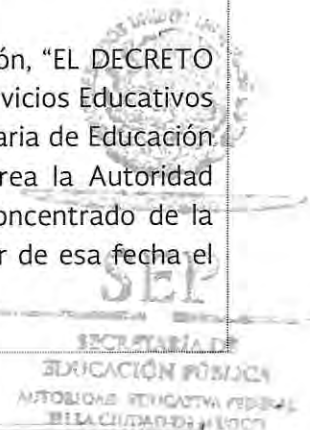 ón, “EL DECRETO
vicios Educativos
aria de Educación
rea la Autoridad
oncentrado de la
r de esa fecha el
SEP
SECRETARÍA DE
EDUCACIÓN PÚBLICA
AUTORIDAD EDUCATIVA FEDERAL
EN LA CIUDAD DE MÉXICO